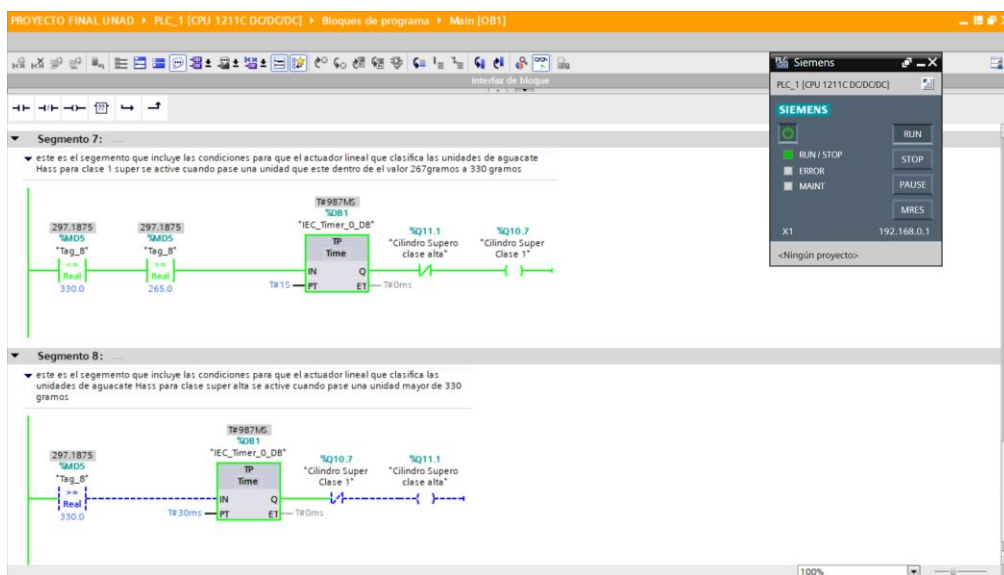 PROYECTO FINAL UNAD ▸ PLC_1 [CPU 1211C DC/DC/DC] ▸ Bloques de programa ▸ Main [OB1]
Interfaz de bloque
Segmento 7: .....
este es el segemento que incluye las condiciones para que el actuador lineal que clasifica las unidades de aguacate
Hass para clase 1 super se active cuando pase una unidad que este dentro de el valor 267gramos a 330 gramos
T#987MS
%DB1
"IEC_Timer_0_DB"
297.1875
%MD5
"Tag_8"
<=
Real
330.0
297.1875
%MD5
"Tag_8"
>=
Real
265.0
TP
Time
IN
Q
T#1S
PT
ET
T#0ms
%Q11.1
"Cilindro Supero
clase alta"
%Q10.7
"Cilindro Super
Clase 1"
Segmento 8: .....
este es el segemento que incluye las condiciones para que el actuador lineal que clasifica las
unidades de aguacate Hass para clase super alta se active cuando pase una unidad mayor de 330
gramos
T#987MS
%DB1
"IEC_Timer_0_DB"
297.1875
%MD5
"Tag_8"
>=
Real
330.0
TP
Time
IN
Q
T#30ms
PT
ET
T#0ms
%Q10.7
"Cilindro Super
Clase 1"
%Q11.1
"Cilindro Supero
clase alta"
100%
Siemens
PLC_1 [CPU 1211C DC/DC/DC]
SIEMENS
RUN
RUN / STOP
STOP
ERROR
MAINT
PAUSE
MRES
X1
192.168.0.1
<Ningún proyecto>